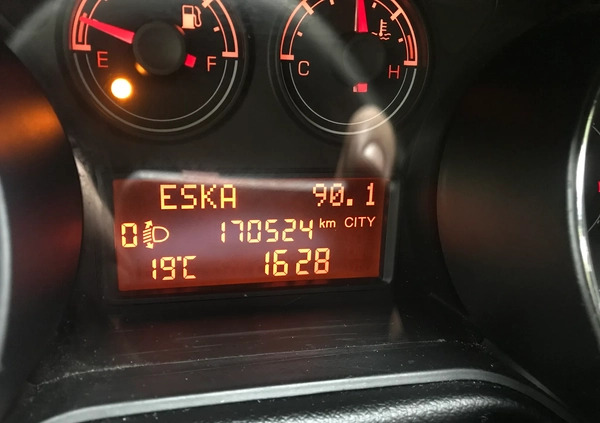 E F
C H
ESKA 90.1
0 170524 km CITY
19°C 16 28